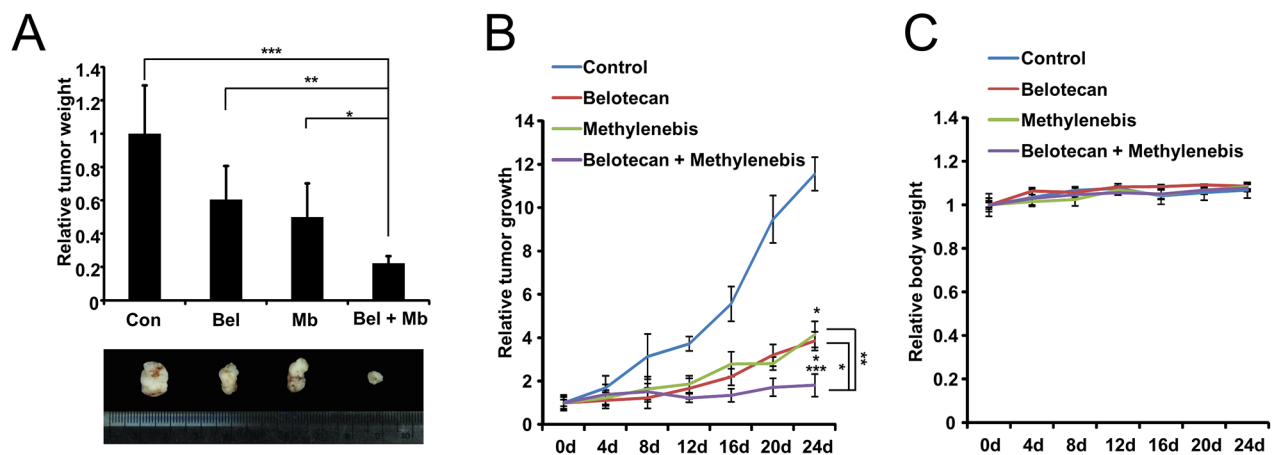 A
***
**
*
Relative tumor weight
1.4
1.2
1
0.8
0.6
0.4
0.2
0
Con Bel Mb Bel + Mb
B
Control
Belotecan
Methylenebis
Belotecan + Methylenebis
Relative tumor growth
14
12
10
8
6
4
2
0
*
*
***
*
**
0d 4d 8d 12d 16d 20d 24d
C
Control
Belotecan
Methylenebis
Belotecan + Methylenebis
Relative body weight
1.4
1.2
1
0.8
0.6
0.4
0.2
0
0d 4d 8d 12d 16d 20d 24d